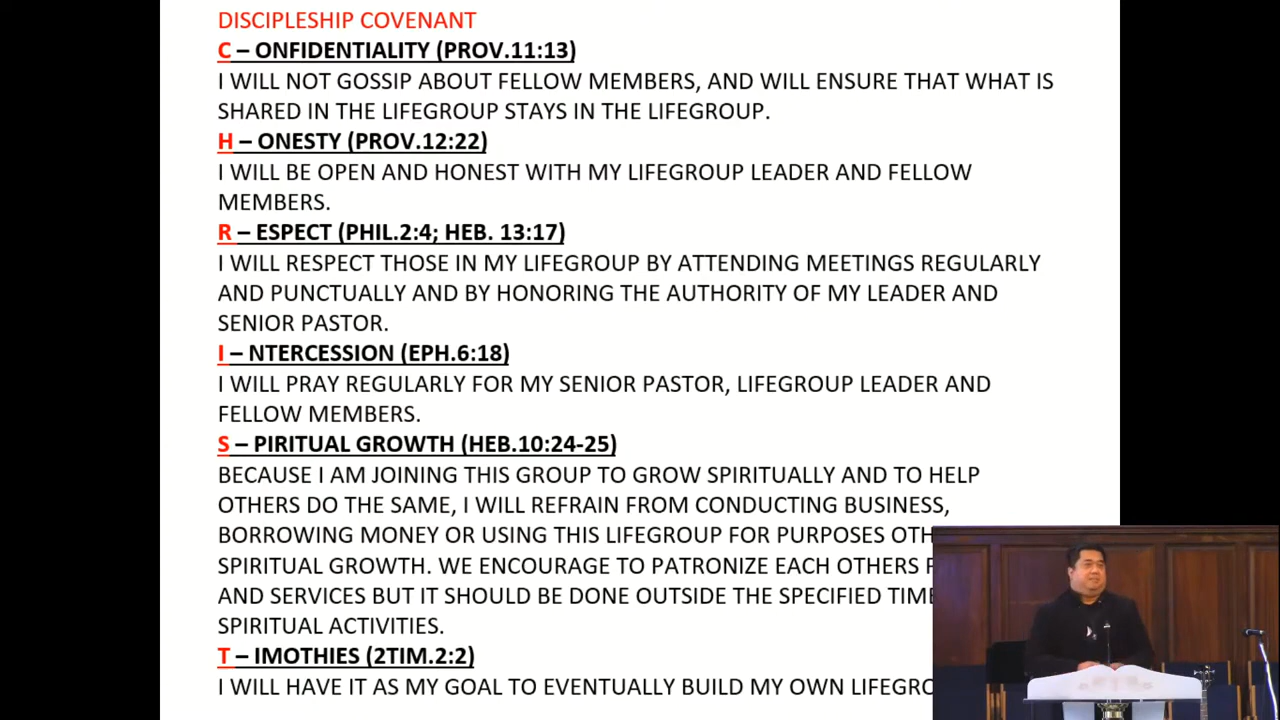 DISCIPLESHIP COVENANT
C – ONFIDENTIALITY (PROV.11:13)
I WILL NOT GOSSIP ABOUT FELLOW MEMBERS, AND WILL ENSURE THAT WHAT IS
SHARED IN THE LIFEGROUP STAYS IN THE LIFEGROUP.
H – ONESTY (PROV.12:22)
I WILL BE OPEN AND HONEST WITH MY LIFEGROUP LEADER AND FELLOW
MEMBERS.
R – ESPECT (PHIL.2:4; HEB. 13:17)
I WILL RESPECT THOSE IN MY LIFEGROUP BY ATTENDING MEETINGS REGULARLY
AND PUNCTUALLY AND BY HONORING THE AUTHORITY OF MY LEADER AND
SENIOR PASTOR.
I – NTERCESSION (EPH.6:18)
I WILL PRAY REGULARLY FOR MY SENIOR PASTOR, LIFEGROUP LEADER AND
FELLOW MEMBERS.
S – PIRITUAL GROWTH (HEB.10:24-25)
BECAUSE I AM JOINING THIS GROUP TO GROW SPIRITUALLY AND TO HELP
OTHERS DO THE SAME, I WILL REFRAIN FROM CONDUCTING BUSINESS,
BORROWING MONEY OR USING THIS LIFEGROUP FOR PURPOSES
SPIRITUAL GROWTH. WE ENCOURAGE TO PATRONIZE EACH OTHERS
AND SERVICES BUT IT SHOULD BE DONE OUTSIDE THE SPECIFIED TIME
SPIRITUAL ACTIVITIES.
T – IMOTHIES (2TIM.2:2)
I WILL HAVE IT AS MY GOAL TO EVENTUALLY BUILD MY OWN